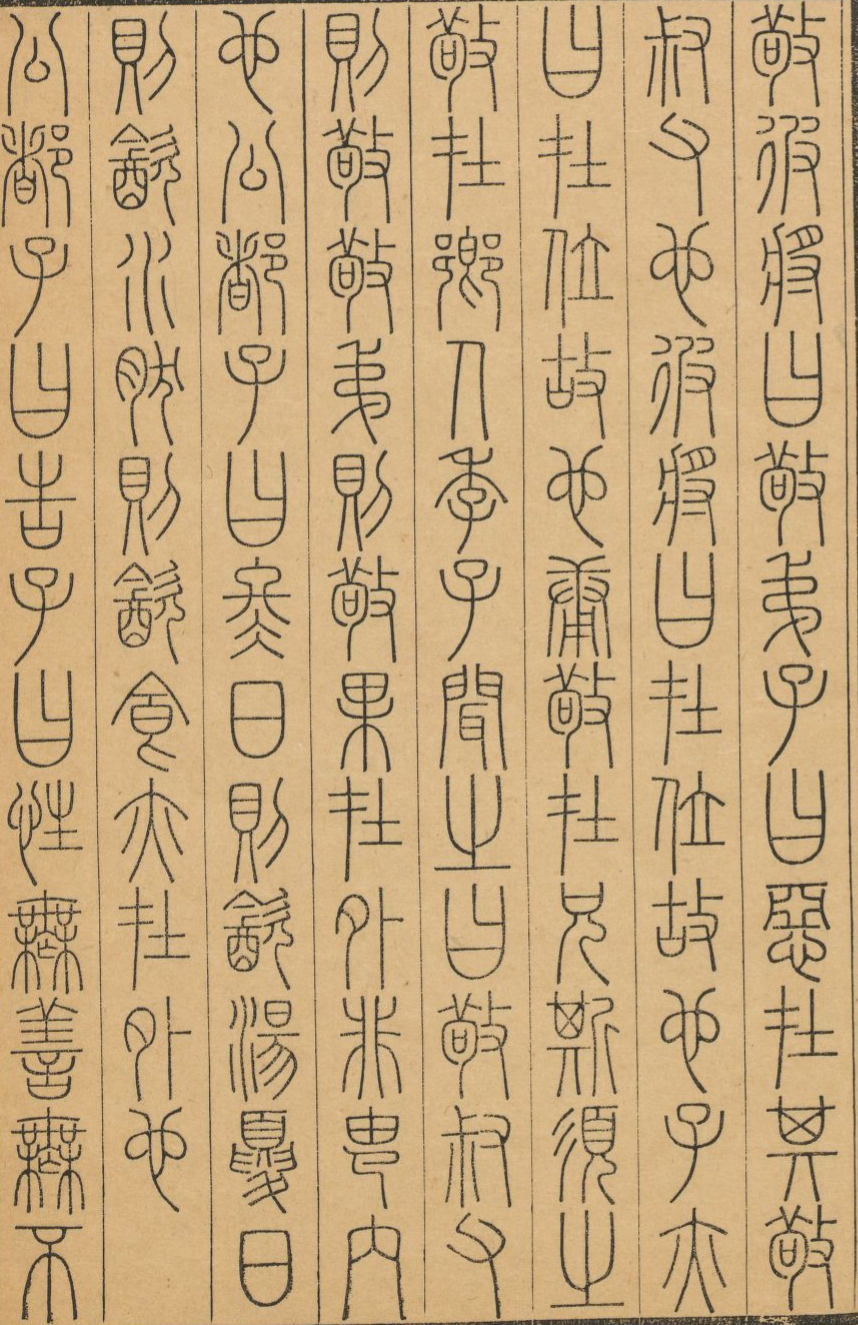 敬彼將曰敬弟子曰惡在其敬
叔父也彼將曰在位故也子亦
曰在位故也庸敬在兄斯須之
敬在鄉人季子聞之曰敬叔父
則敬敬弟則敬果在外非由內
也公都子曰冬日則飲湯夏日
則飲水然則飲食亦在外也
公都子曰告子曰性無善無不